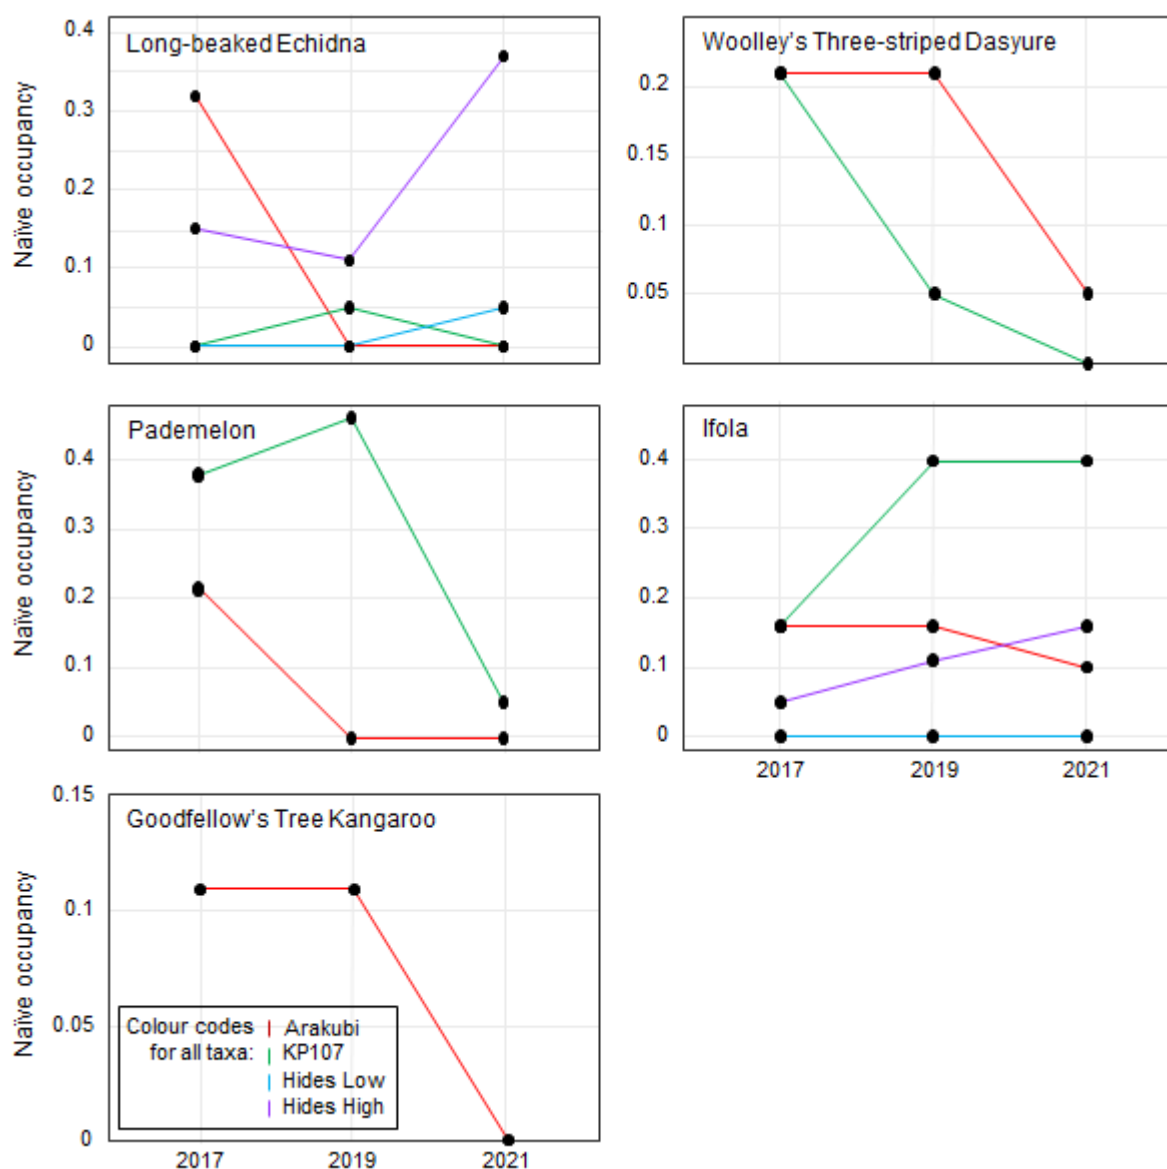 Long-beaked Echidna
Naïve occupancy
0.4
0.3
0.2
0.1
0
Woolley's Three-striped Dasyure
0.2
0.15
0.1
0.05
Pademelon
Naïve occupancy
0.4
0.3
0.2
0.1
0
Ifola
0.4
0.3
0.2
0.1
0
2017 2019 2021
Goodfellow's Tree Kangaroo
Naïve occupancy
0.15
0.1
0.05
0
Colour codes
for all taxa:
Arakubi
KP107
Hides Low
Hides High
2017 2019 2021